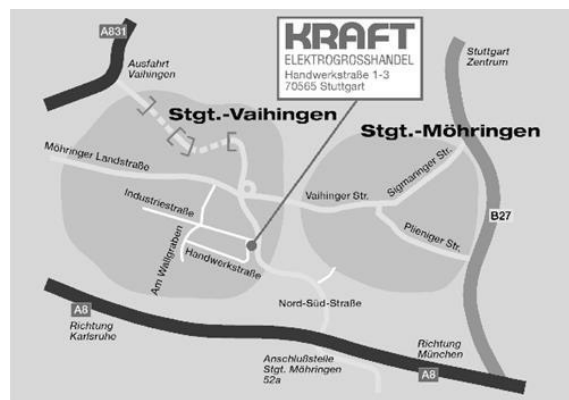 A831
Ausfahrt
Vaihingen
KRAFT
ELEKTROGROSSHANDEL
Handwerkstraße 1-3
70565 Stuttgart
Stuttgart
Zentrum
Stgt.-Vaihingen
Stgt.-Möhringen
Möhringer Landstraße
Vaihinger Str.
Sigmaringer Str.
Industriestraße
B27
Plieninger Str.
Am Wallgraben
Handwerkstraße
Nord-Süd-Straße
A8
Richtung
Karlsruhe
Anschlußstelle
Stgt. Möhringen
52a
Richtung
München
A8